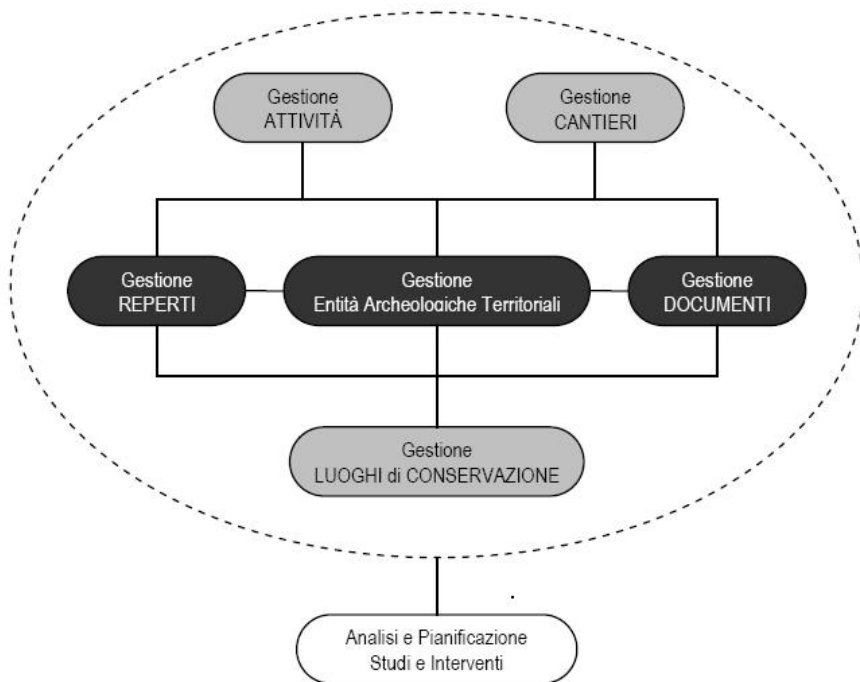 Gestione
ATTIVITÀ
Gestione
CANTIERI
Gestione
REPERTI
Gestione
Entità Archeologiche Territoriali
Gestione
DOCUMENTI
Gestione
LUOGHI di CONSERVAZIONE
Analisi e Pianificazione
Studi e Interventi